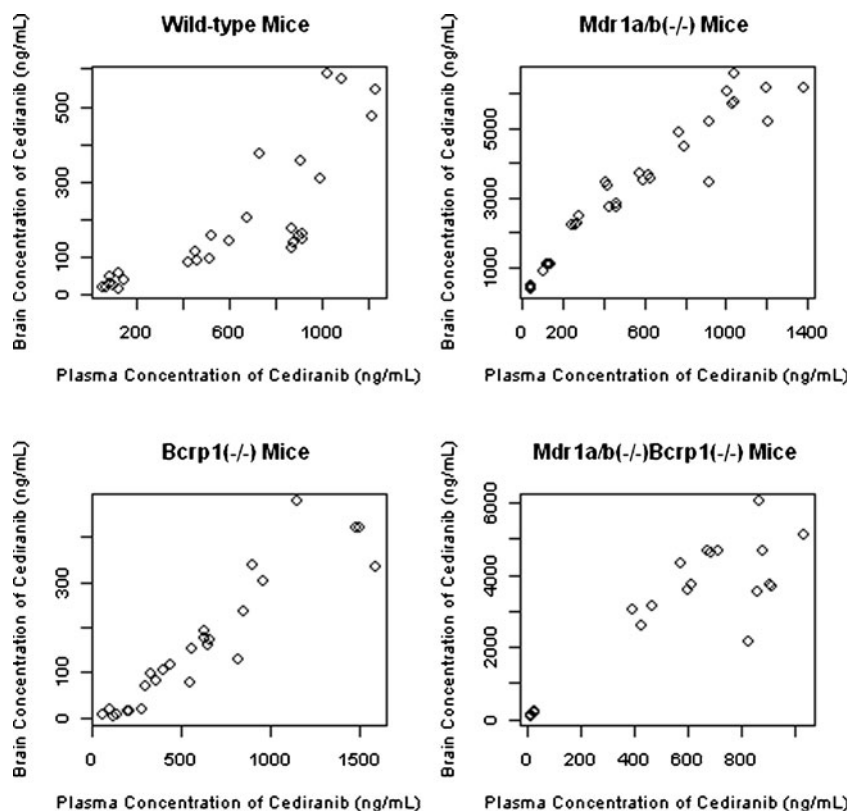 Wild-type Mice
Brain Concentration of Cediranib (ng/mL)
0 100 300 500
200 600 1000
Plasma Concentration of Cediranib (ng/mL)
Mdr1a/b(-/-) Mice
Brain Concentration of Cediranib (ng/mL)
1000 3000 5000
0 200 600 1000 1400
Plasma Concentration of Cediranib (ng/mL)
Bcrp1(-/-) Mice
Brain Concentration of Cediranib (ng/mL)
0 100 300
0 500 1000 1500
Plasma Concentration of Cediranib (ng/mL)
Mdr1a/b(-/-)Bcrp1(-/-) Mice
Brain Concentration of Cediranib (ng/mL)
0 2000 4000 6000
0 200 400 600 800
Plasma Concentration of Cediranib (ng/mL)